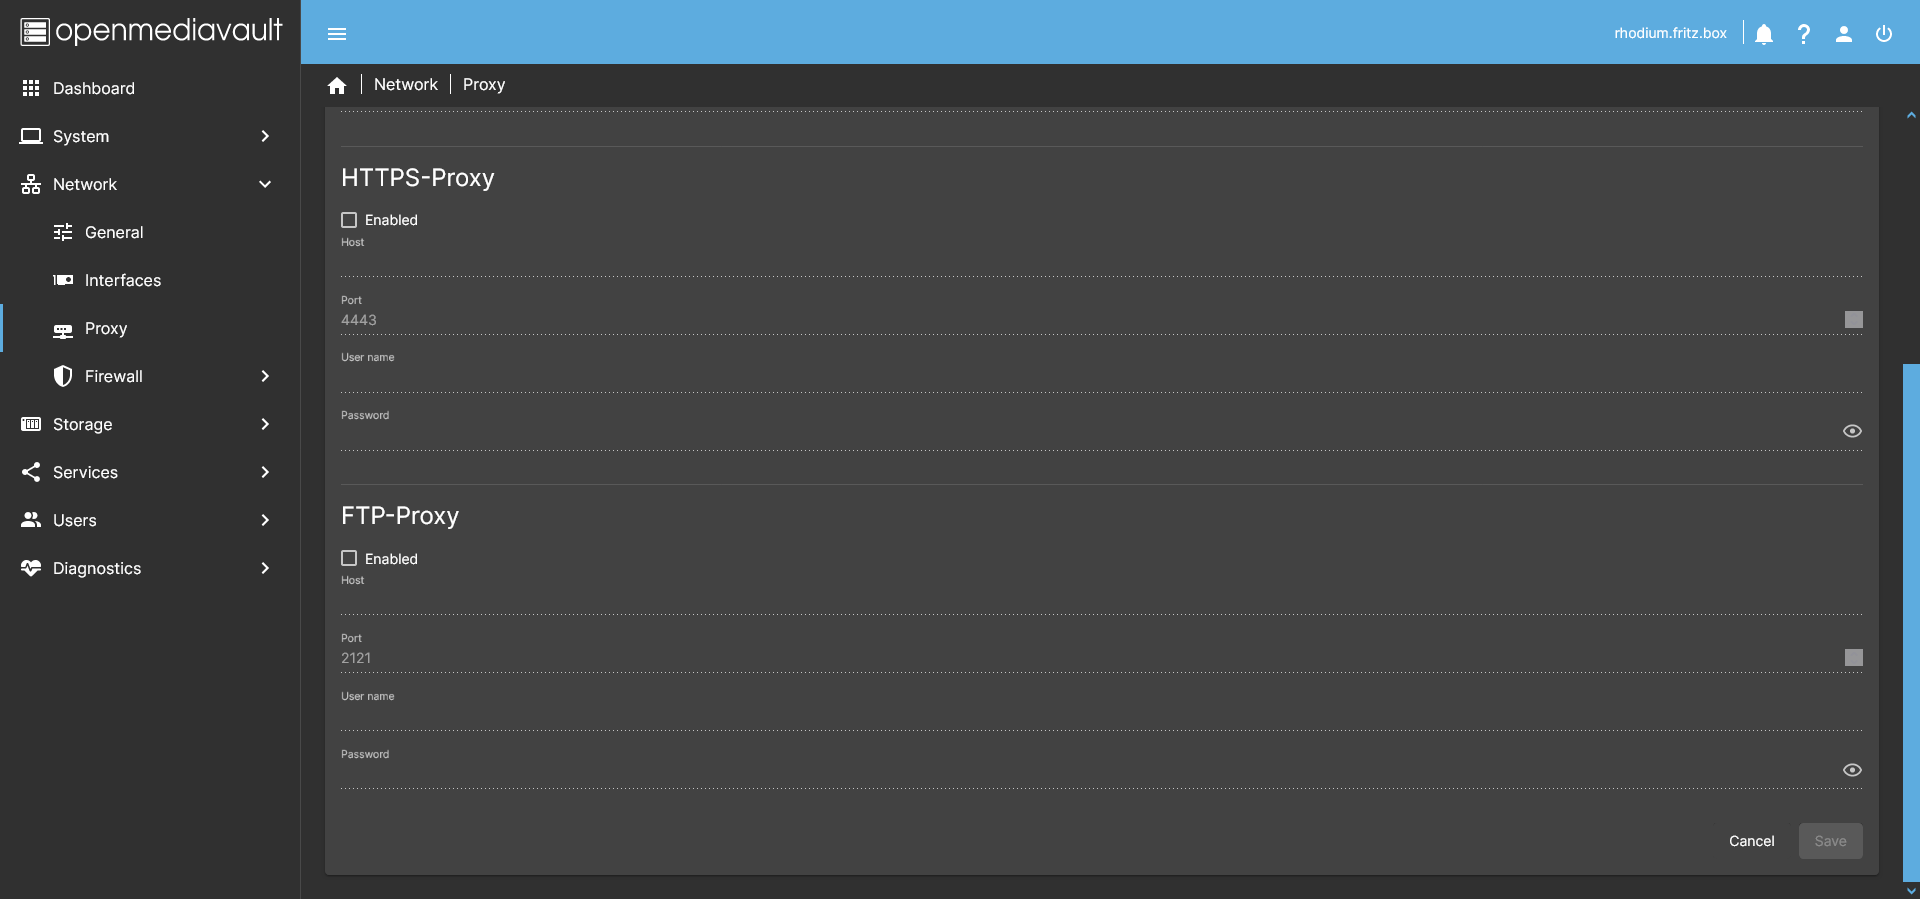 openmediavault
rhodium.fritz.box
Dashboard
System
Network
General
Interfaces
Proxy
Firewall
Storage
Services
Users
Diagnostics
Network
Proxy
HTTPS-Proxy
Enabled
Host
Port
4443
User name
Password
FTP-Proxy
Enabled
Host
Port
2121
User name
Password
Cancel
Save